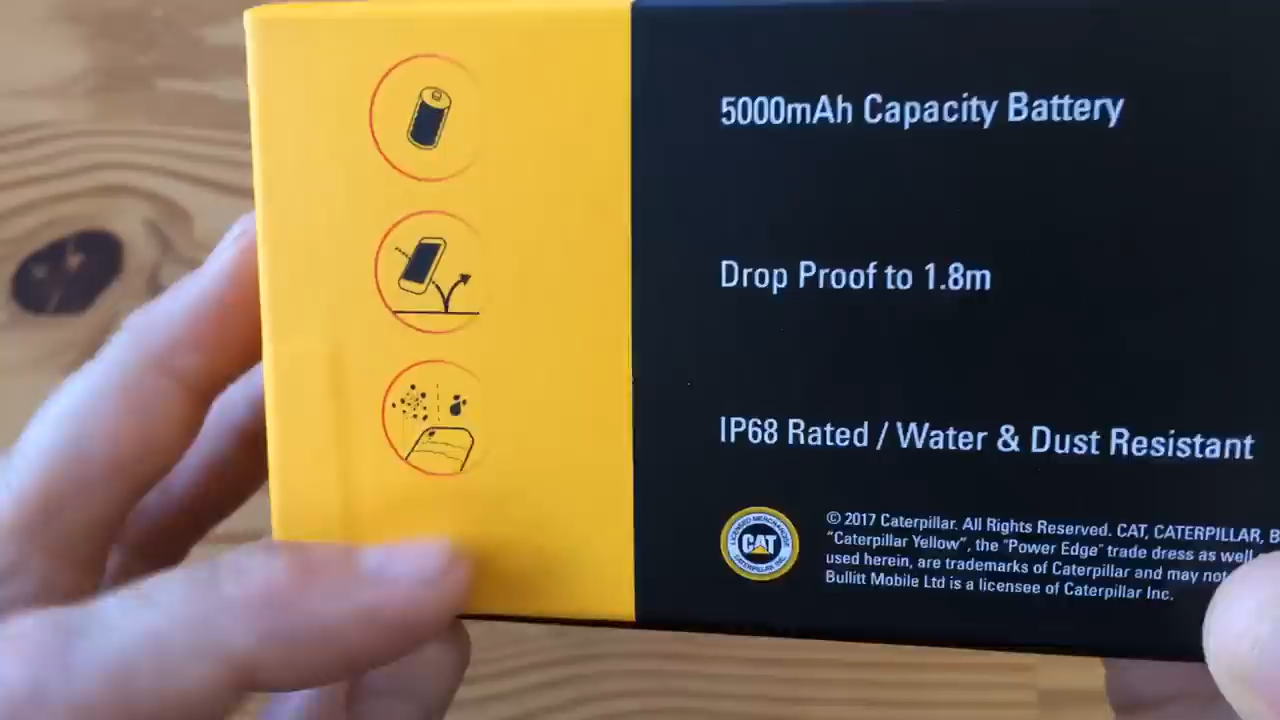 5000mAh Capacity Battery
Drop Proof to 1.8m
IP68 Rated / Water & Dust Resistant
LICENSED MERCHANDISE
CAT
CATERPILLAR INC.
© 2017 Caterpillar. All Rights Reserved. CAT, CATERPILLAR,
"Caterpillar Yellow", the "Power Edge" trade dress as well
used herein, are trademarks of Caterpillar and may not
Bullitt Mobile Ltd is a licensee of Caterpillar Inc.